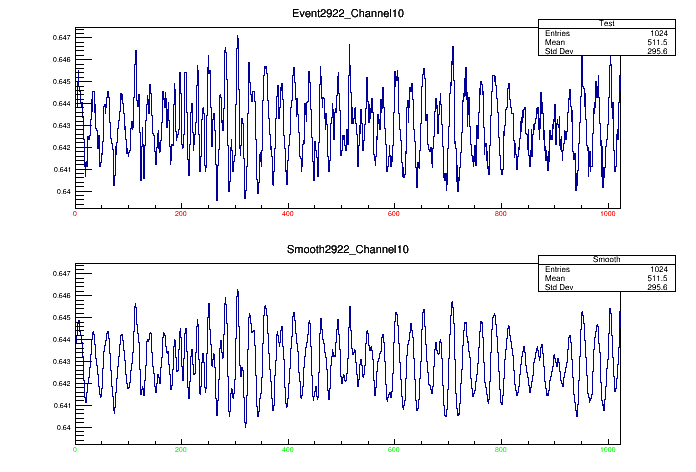 Event2922_Channel10
Test
Entries 1024
Mean 511.5
Std Dev 295.6
0.647
0.646
0.645
0.644
0.643
0.642
0.641
0.64
0 200 400 600 800 1000
Smooth2922_Channel10
Smooth
Entries 1024
Mean 511.5
Std Dev 295.6
0.647
0.646
0.645
0.644
0.643
0.642
0.641
0.64
0 200 400 600 800 1000